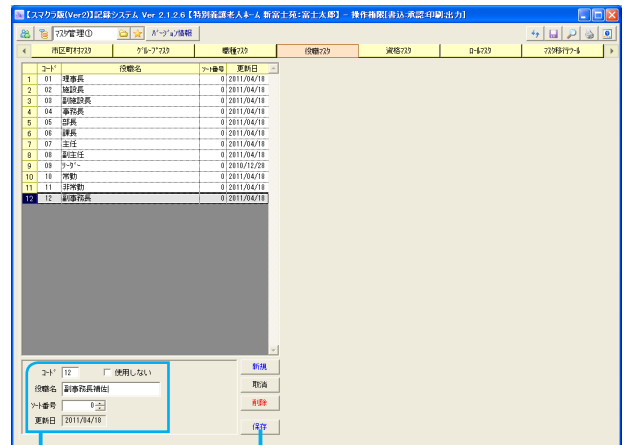 【スマクラ版(Ver2)】記録システム Ver 2.1.2.6 【特別養護老人ホーム 新富士苑:富士太郎】 - 操作権限[書込:承認:印刷:出力]
ﾏｽﾀ管理① ﾊﾞｰｼﾞｮﾝ情報
市区町村ﾏｽﾀ ｸﾞﾙｰﾌﾟﾏｽﾀ 職種ﾏｽﾀ 役職ﾏｽﾀ 資格ﾏｽﾀ ﾛｰﾙﾏｽﾀ ﾏｽﾀ移行ﾂｰﾙ
ｺｰﾄﾞ 役職名 ｿｰﾄ番号 更新日
1 01 理事長 0 2011/04/18
2 02 施設長 0 2011/04/18
3 03 副施設長 0 2011/04/18
4 04 事務長 0 2011/04/18
5 05 部長 0 2011/04/18
6 06 課長 0 2011/04/18
7 07 主任 0 2011/04/18
8 08 副主任 0 2011/04/18
9 09 ﾘｰﾀﾞｰ 0 2010/12/28
10 10 常勤 0 2011/04/18
11 11 非常勤 0 2011/04/18
12 12 副事務長 0 2011/04/18
ｺｰﾄﾞ 12 使用しない
役職名 副事務長補佐
ｿｰﾄ番号 0
更新日 2011/04/18
新規
取消
削除
保存